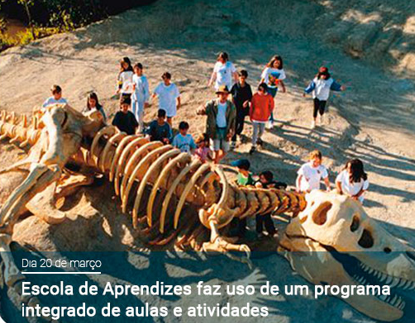 Dia 20 de março
Escola de Aprendizes faz uso de um programa
integrado de aulas e atividades